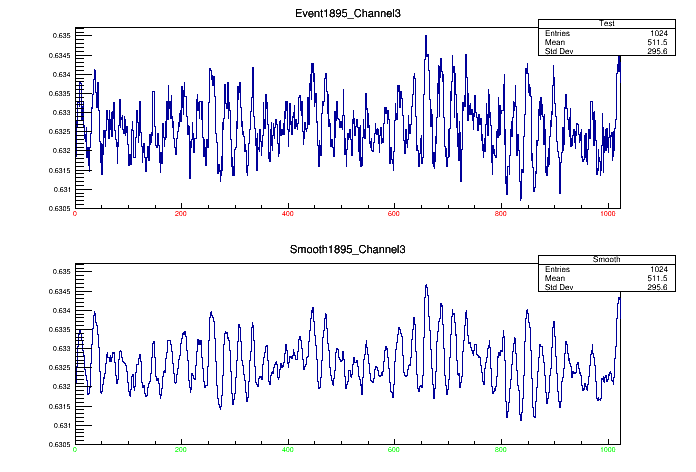 Event1895_Channel3
Test
Entries 1024
Mean 511.5
Std Dev 295.6
0.635
0.6345
0.634
0.6335
0.633
0.6325
0.632
0.6315
0.631
0.6305
0 200 400 600 800 1000
Smooth1895_Channel3
Smooth
Entries 1024
Mean 511.5
Std Dev 295.6
0.635
0.6345
0.634
0.6335
0.633
0.6325
0.632
0.6315
0.631
0.6305
0 200 400 600 800 1000